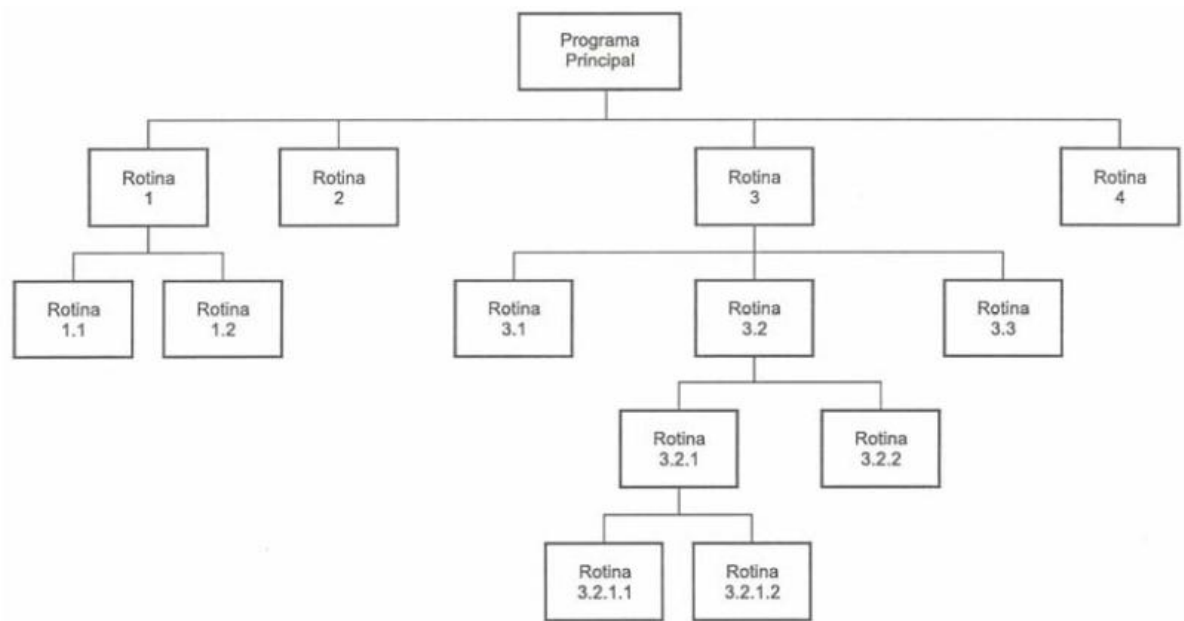 Programa
Principal
Rotina
1
Rotina
2
Rotina
3
Rotina
4
Rotina
1.1
Rotina
1.2
Rotina
3.1
Rotina
3.2
Rotina
3.3
Rotina
3.2.1
Rotina
3.2.2
Rotina
3.2.1.1
Rotina
3.2.1.2